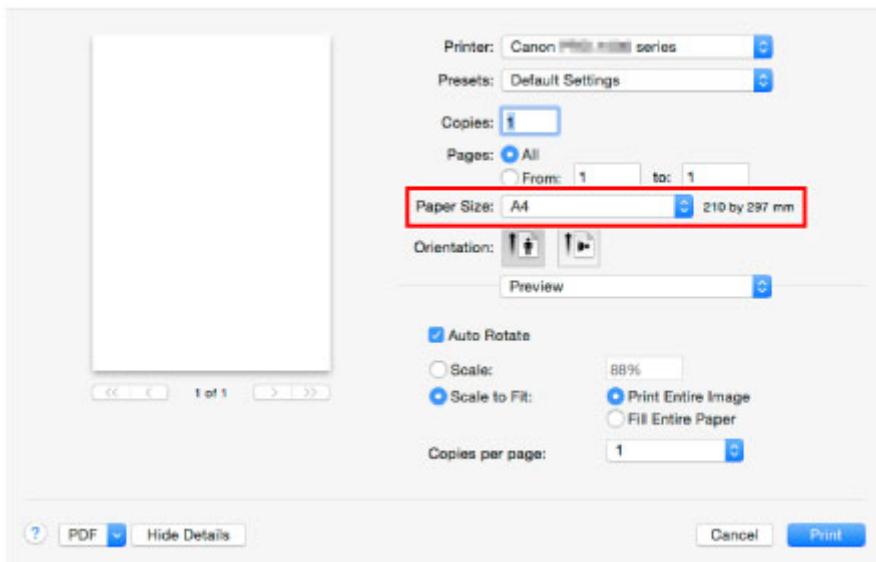 Printer: Canon series
Presets: Default Settings
Copies: 1
Pages: All
From: 1 to: 1
Paper Size: A4 210 by 297 mm
Orientation:
Preview
Auto Rotate
Scale: 88%
Scale to Fit: Print Entire Image
Fill Entire Paper
Copies per page: 1
<< < 1 of 1 > >>
? PDF Hide Details Cancel Print